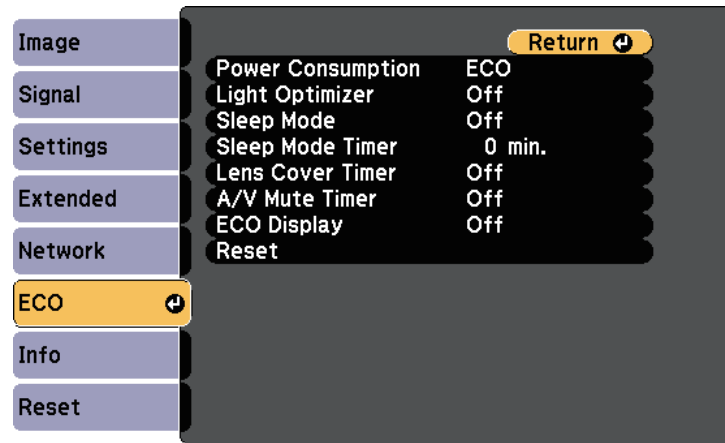 Image
Signal
Settings
Extended
Network
ECO
Info
Reset
Return
Power Consumption ECO
Light Optimizer Off
Sleep Mode Off
Sleep Mode Timer 0 min.
Lens Cover Timer Off
A/V Mute Timer Off
ECO Display Off
Reset